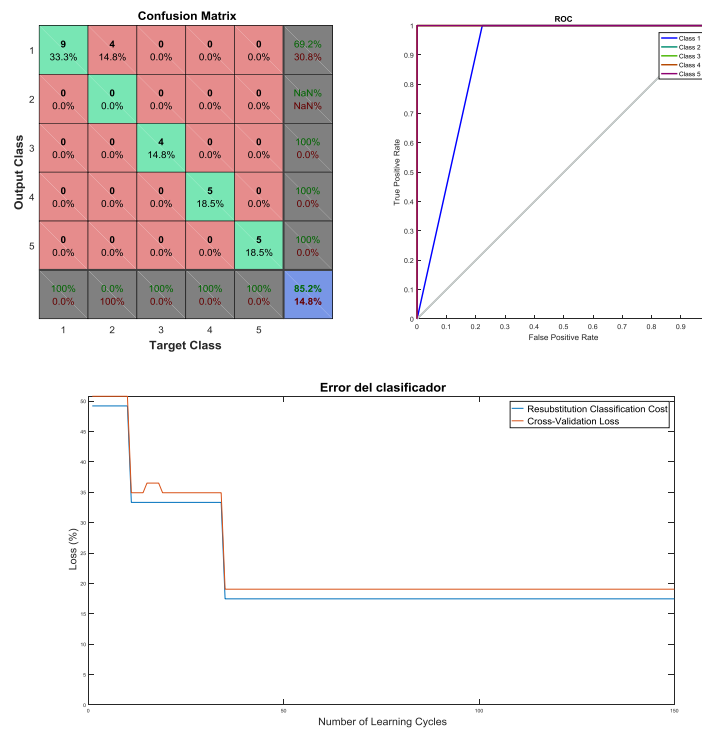 Confusion Matrix
1 9 4 0 0 0 69.2%
33.3% 14.8% 0.0% 0.0% 0.0% 30.8%
2 0 0 0 0 0 NaN%
0.0% 0.0% 0.0% 0.0% 0.0% NaN%
3 0 0 4 0 0 100%
0.0% 0.0% 14.8% 0.0% 0.0% 0.0%
4 0 0 0 5 0 100%
0.0% 0.0% 0.0% 18.5% 0.0% 0.0%
5 0 0 0 0 5 100%
0.0% 0.0% 0.0% 0.0% 18.5% 0.0%
100% 0.0% 100% 100% 100% 85.2%
0.0% 100% 0.0% 0.0% 0.0% 14.8%
1 2 3 4 5
Target Class
Output Class
ROC
Class 1
Class 2
Class 3
Class 4
Class 5
1
0.9
0.8
0.7
0.6
0.5
0.4
0.3
0.2
0.1
0
0 0.1 0.2 0.3 0.4 0.5 0.6 0.7 0.8 0.9
False Positive Rate
True Positive Rate
Error del clasificador
Resubstitution Classification Cost
Cross-Validation Loss
50
45
40
35
30
25
20
15
10
5
0
0 50 100 150
Number of Learning Cycles
Loss (%)